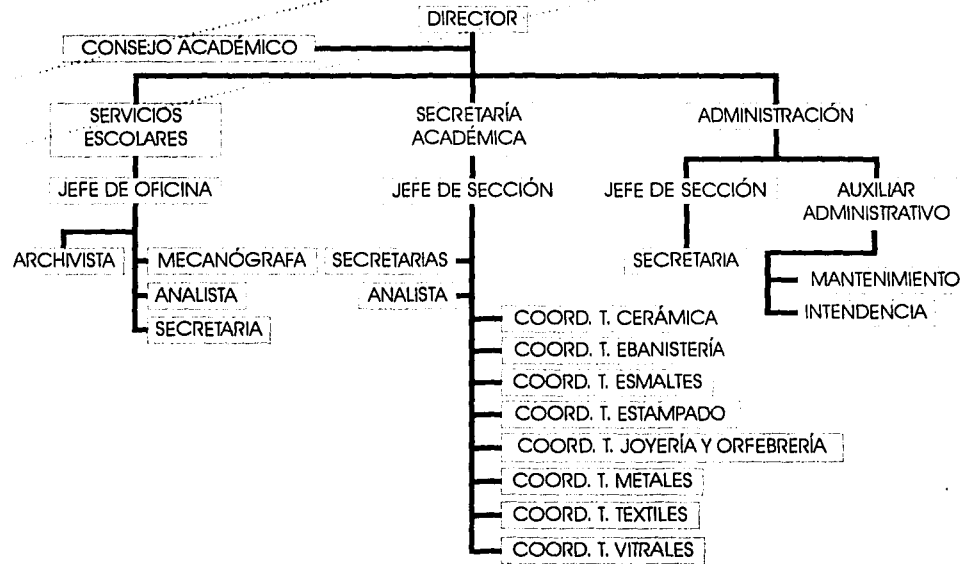 DIRECTOR
CONSEJO ACADÉMICO
SERVICIOS
ESCOLARES
SECRETARÍA
ACADÉMICA
ADMINISTRACIÓN
JEFE DE OFICINA
JEFE DE SECCIÓN
JEFE DE SECCIÓN
AUXILIAR
ADMINISTRATIVO
ARCHIVISTA
MECANÓGRAFA
SECRETARIAS
SECRETARIA
MANTENIMIENTO
ANALISTA
ANALISTA
INTENDENCIA
SECRETARIA
COORD. T. CERÁMICA
COORD. T. EBANISTERÍA
COORD. T. ESMALTES
COORD. T. ESTAMPADO
COORD. T. JOYERÍA Y ORFEBRERÍA
COORD. T. METALES
COORD. T. TEXTILES
COORD. T. VITRALES